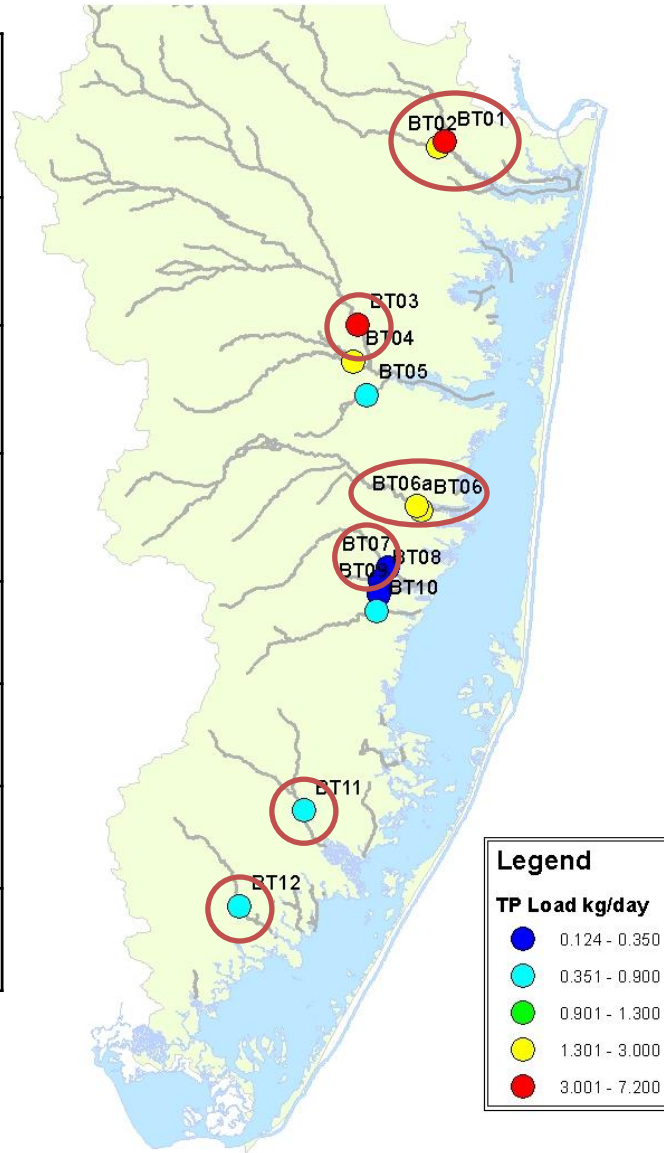 BT02 BT01
BT03
BT04
BT05
BT06a BT06
BT07
BT08
BT09
BT10
BT11
BT12
Legend
TP Load kg/day
0.124 - 0.350
0.351 - 0.900
0.901 - 1.300
1.301 - 3.000
3.001 - 7.200